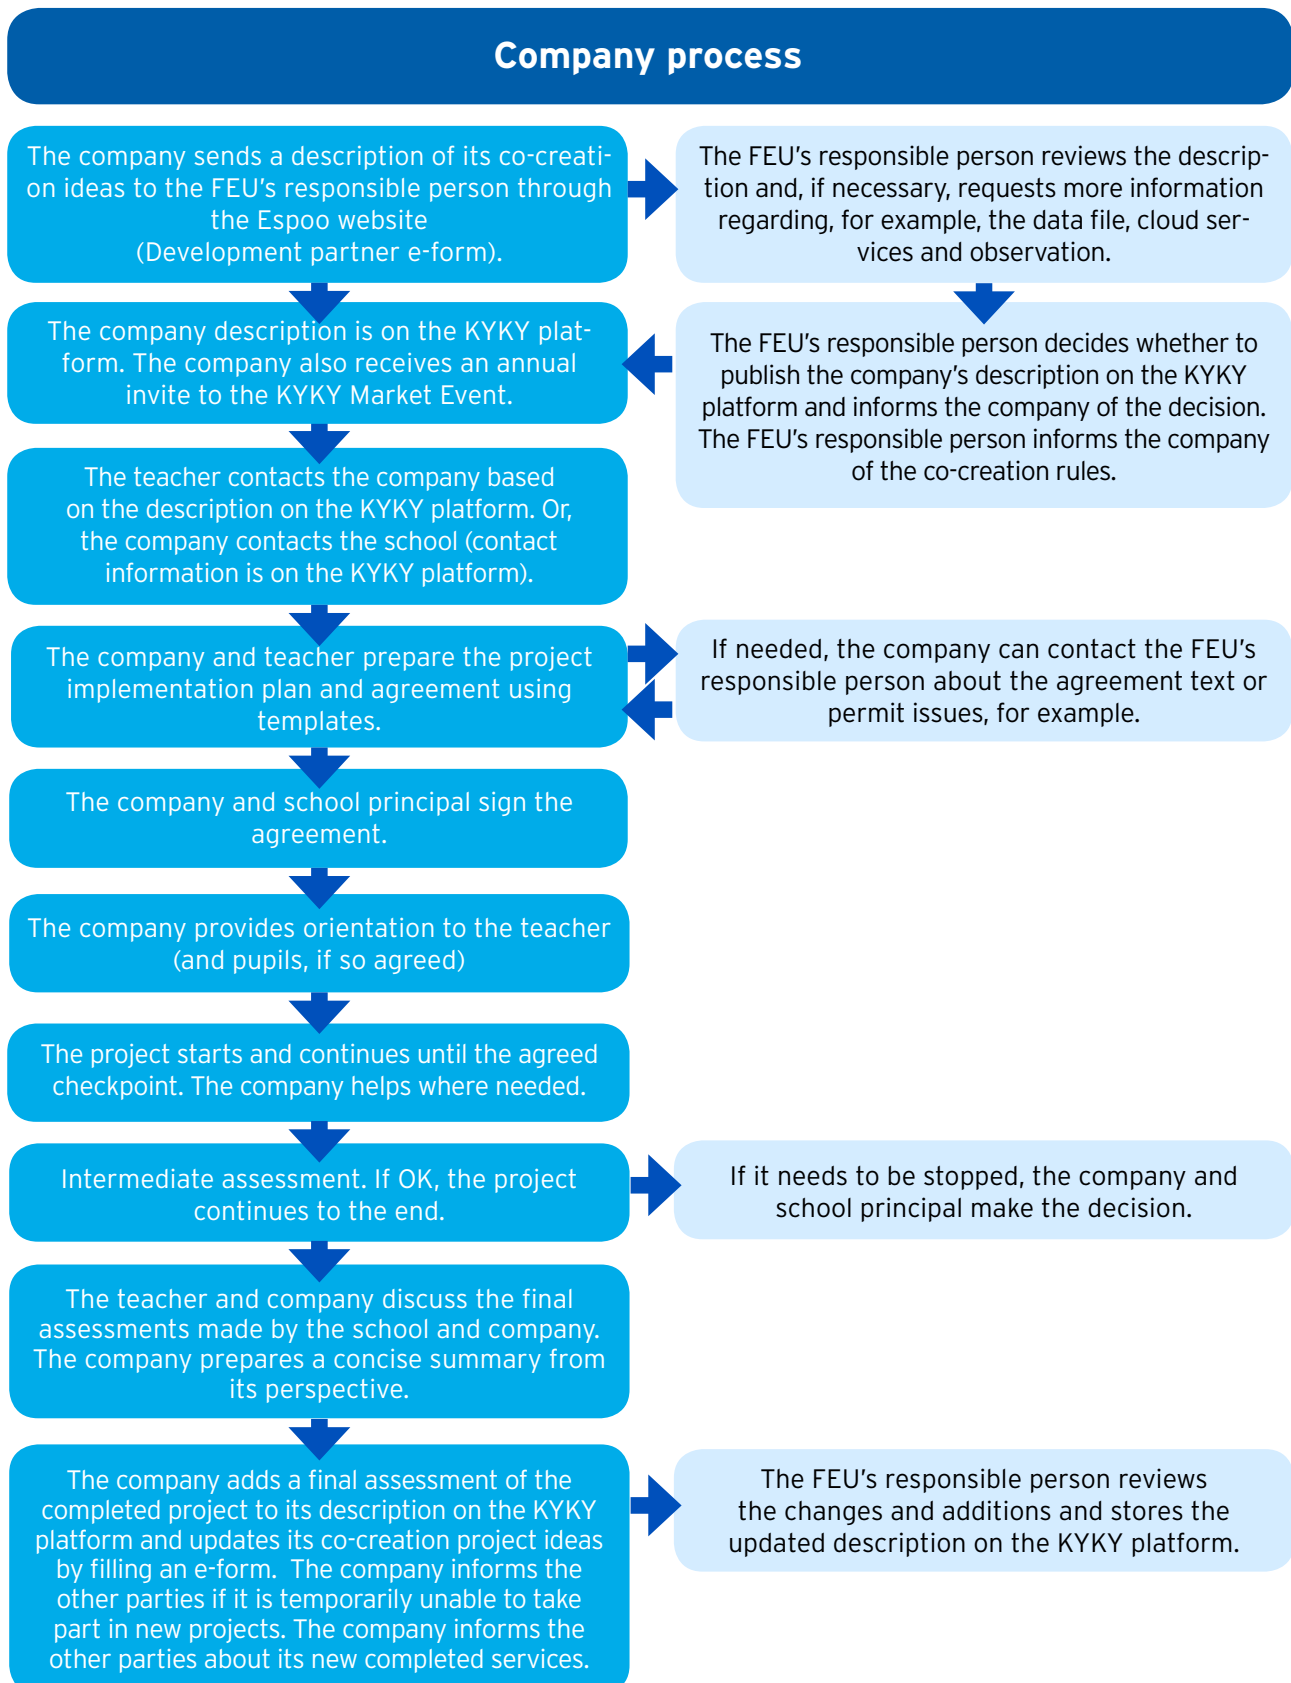 Company process
The company sends a description of its co-creati-
on ideas to the FEU's responsible person through
the Espoo website
(Development partner e-form).
The FEU's responsible person reviews the descrip-
tion and, if necessary, requests more information
regarding, for example, the data file, cloud ser-
vices and observation.
The company description is on the KYKY plat-
form. The company also receives an annual
invite to the KYKY Market Event.
The FEU's responsible person decides whether to
publish the company's description on the KYKY
platform and informs the company of the decision.
The FEU's responsible person informs the company
of the co-creation rules.
The teacher contacts the company based
on the description on the KYKY platform. Or,
the company contacts the school (contact
information is on the KYKY platform).
The company and teacher prepare the project
implementation plan and agreement using
templates.
If needed, the company can contact the FEU's
responsible person about the agreement text or
permit issues, for example.
The company and school principal sign the
agreement.
The company provides orientation to the teacher
(and pupils, if so agreed)
The project starts and continues until the agreed
checkpoint. The company helps where needed.
Intermediate assessment. If OK, the project
continues to the end.
If it needs to be stopped, the company and
school principal make the decision.
The teacher and company discuss the final
assessments made by the school and company.
The company prepares a concise summary from
its perspective.
The company adds a final assessment of the
completed project to its description on the KYKY
platform and updates its co-creation project ideas
by filling an e-form.  The company informs the
other parties if it is temporarily unable to take
part in new projects. The company informs the
other parties about its new completed services.
The FEU's responsible person reviews
the changes and additions and stores the
updated description on the KYKY platform.